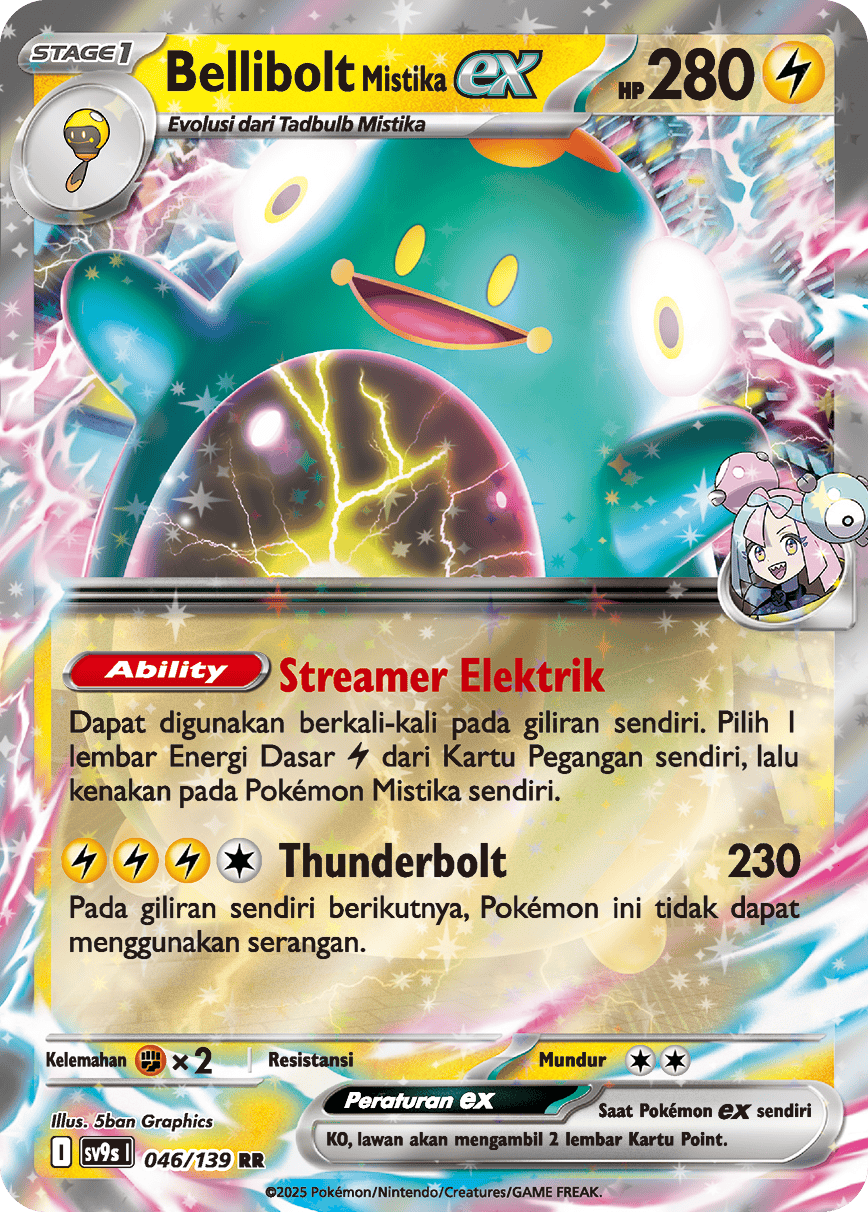 STAGE 1
Bellibolt Mistika ex
HP 280
Evolusi dari Tadbulb Mistika
Ability Streamer Elektrik
Dapat digunakan berkali-kali pada giliran sendiri. Pilih 1
lembar Energi Dasar dari Kartu Pegangan sendiri, lalu
kenakan pada Pokémon Mistika sendiri.
Thunderbolt 230
Pada giliran sendiri berikutnya, Pokémon ini tidak dapat
menggunakan serangan.
Kelemahan ×2 Resistansi Mundur
Peraturan ex Saat Pokémon ex sendiri
KO, lawan akan mengambil 2 lembar Kartu Point.
Illus. 5ban Graphics
I sv9s I 046/139 RR
©2025 Pokémon/Nintendo/Creatures/GAME FREAK.